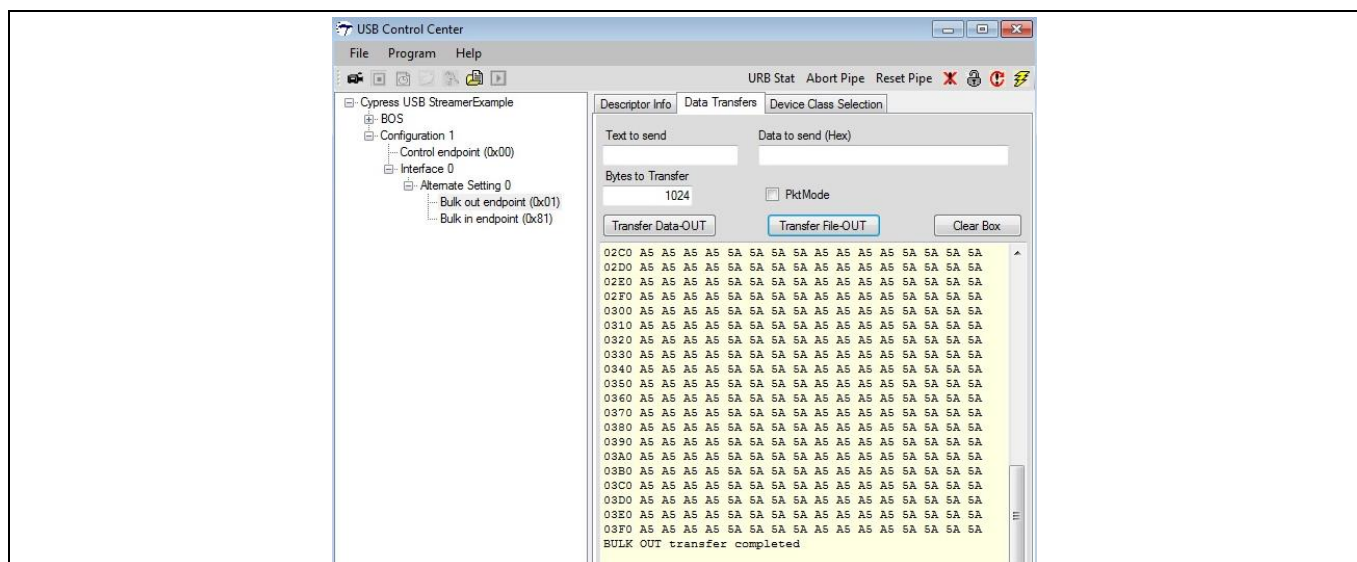 USB Control Center
File Program Help
URB Stat Abort Pipe Reset Pipe
Cypress USB StreamerExample
BOS
Configuration 1
Control endpoint (0x00)
Interface 0
Alternate Setting 0
Bulk out endpoint (0x01)
Bulk in endpoint (0x81)
Descriptor Info Data Transfers Device Class Selection
Text to send Data to send (Hex)
Bytes to Transfer
1024 PktMode
Transfer Data-OUT Transfer File-OUT Clear Box
02C0 A5 A5 A5 A5 5A 5A 5A 5A A5 A5 A5 A5 5A 5A 5A 5A
02D0 A5 A5 A5 A5 5A 5A 5A 5A A5 A5 A5 A5 5A 5A 5A 5A
02E0 A5 A5 A5 A5 5A 5A 5A 5A A5 A5 A5 A5 5A 5A 5A 5A
02F0 A5 A5 A5 A5 5A 5A 5A 5A A5 A5 A5 A5 5A 5A 5A 5A
0300 A5 A5 A5 A5 5A 5A 5A 5A A5 A5 A5 A5 5A 5A 5A 5A
0310 A5 A5 A5 A5 5A 5A 5A 5A A5 A5 A5 A5 5A 5A 5A 5A
0320 A5 A5 A5 A5 5A 5A 5A 5A A5 A5 A5 A5 5A 5A 5A 5A
0330 A5 A5 A5 A5 5A 5A 5A 5A A5 A5 A5 A5 5A 5A 5A 5A
0340 A5 A5 A5 A5 5A 5A 5A 5A A5 A5 A5 A5 5A 5A 5A 5A
0350 A5 A5 A5 A5 5A 5A 5A 5A A5 A5 A5 A5 5A 5A 5A 5A
0360 A5 A5 A5 A5 5A 5A 5A 5A A5 A5 A5 A5 5A 5A 5A 5A
0370 A5 A5 A5 A5 5A 5A 5A 5A A5 A5 A5 A5 5A 5A 5A 5A
0380 A5 A5 A5 A5 5A 5A 5A 5A A5 A5 A5 A5 5A 5A 5A 5A
0390 A5 A5 A5 A5 5A 5A 5A 5A A5 A5 A5 A5 5A 5A 5A 5A
03A0 A5 A5 A5 A5 5A 5A 5A 5A A5 A5 A5 A5 5A 5A 5A 5A
03B0 A5 A5 A5 A5 5A 5A 5A 5A A5 A5 A5 A5 5A 5A 5A 5A
03C0 A5 A5 A5 A5 5A 5A 5A 5A A5 A5 A5 A5 5A 5A 5A 5A
03D0 A5 A5 A5 A5 5A 5A 5A 5A A5 A5 A5 A5 5A 5A 5A 5A
03E0 A5 A5 A5 A5 5A 5A 5A 5A A5 A5 A5 A5 5A 5A 5A 5A
03F0 A5 A5 A5 A5 5A 5A 5A 5A A5 A5 A5 A5 5A 5A 5A 5A
BULK OUT transfer completed